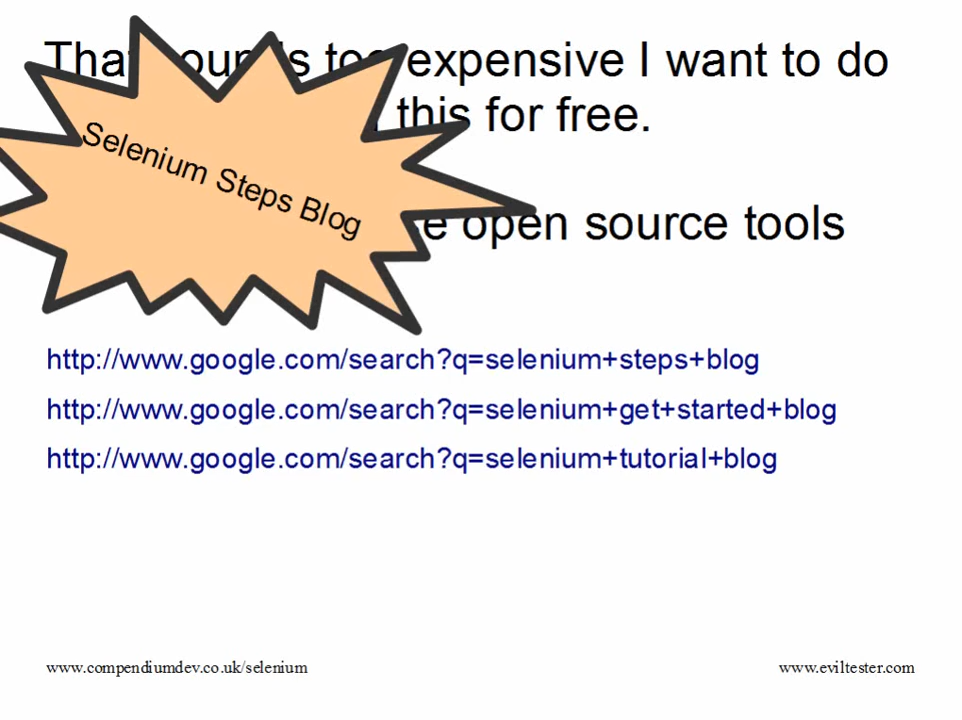 expensive I want to do
this for free.
Selenium Steps Blog
open source tools
http://www.google.com/search?q=selenium+steps+blog
http://www.google.com/search?q=selenium+get+started+blog
http://www.google.com/search?q=selenium+tutorial+blog
www.compendiumdev.co.uk/selenium
www.eviltester.com